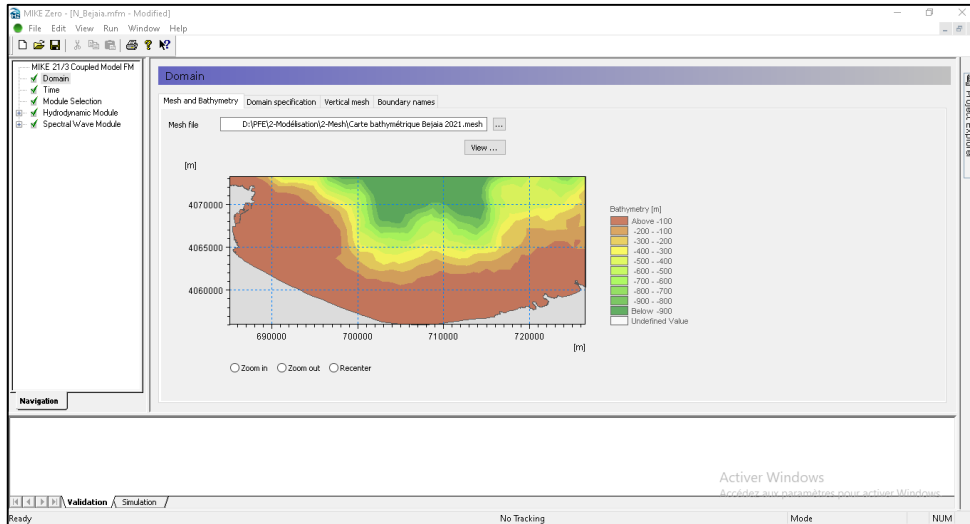 MIKE Zero - [N_Bejaia.mfm - Modified]
File Edit View Run Window Help
MIKE 21/3 Coupled Model FM
Domain
Time
Module Selection
Hydrodynamic Module
Spectral Wave Module
Navigation
Domain
Mesh and Bathymetry Domain specification Vertical mesh Boundary names
Mesh file D:\PFE\2-Modélisation\2-Mesh\Carte bathymétrique Bejaia 2021.mesh ...
View ...
[m]
4070000
4065000
4060000
690000 700000 710000 720000
[m]
Bathymetry [m]
Above -100
-200 - -100
-300 - -200
-400 - -300
-500 - -400
-600 - -500
-700 - -600
-800 - -700
-900 - -800
Below -900
Undefined Value
Zoom in Zoom out Recenter
Project Explorer
Activer Windows
Accédez aux paramètres pour activer Windows.
Validation Simulation
Ready No Tracking Mode NUM